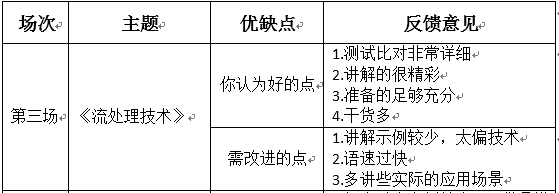 场次 主题 优缺点 反馈意见
第三场 《流处理技术》 你认为好的点 1.测试比对非常详细
2.讲解的很精彩
3.准备的足够充分
4.干货多
需改进的点 1.讲解示例较少，太偏技术
2.语速过快
3.多讲些实际的应用场景